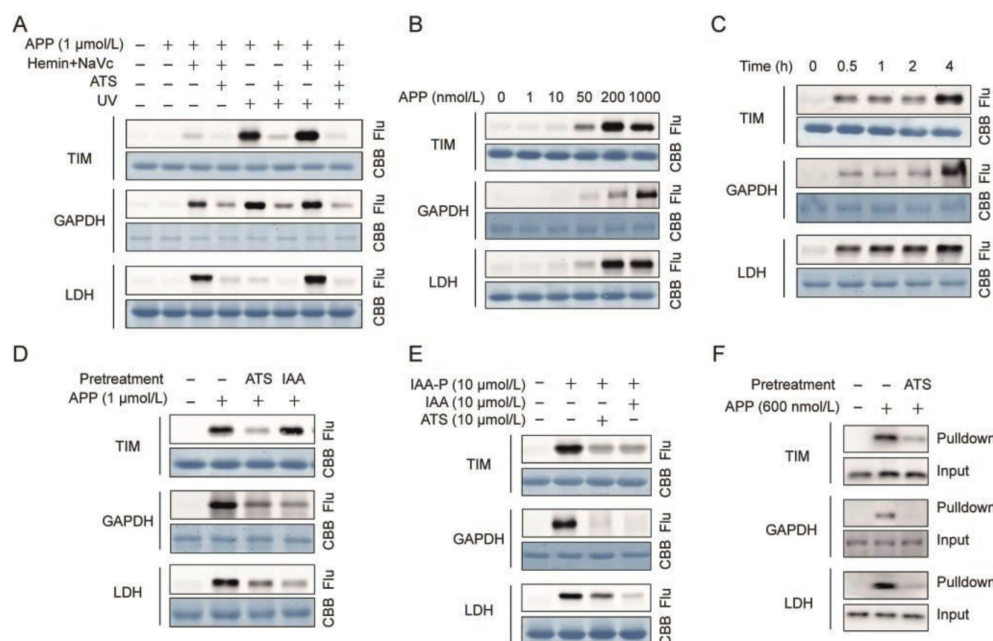 A
APP (1 μmol/L) – + + + + + + +
Hemin+NaVc – – + + – – + +
ATS – – – + – + – +
UV – – – – + + + +
TIM
Flu
CBB
GAPDH
Flu
CBB
LDH
Flu
CBB
B
APP (nmol/L) 0 1 10 50 200 1000
TIM
Flu
CBB
GAPDH
Flu
CBB
LDH
Flu
CBB
C
Time (h) 0 0.5 1 2 4
TIM
Flu
CBB
GAPDH
Flu
CBB
LDH
Flu
CBB
D
Pretreatment – – ATS IAA
APP (1 μmol/L) – + + +
TIM
Flu
CBB
GAPDH
Flu
CBB
LDH
Flu
CBB
E
IAA-P (10 μmol/L) – + + +
IAA (10 μmol/L) – – – +
ATS (10 μmol/L) – – + –
TIM
Flu
CBB
GAPDH
Flu
CBB
LDH
Flu
CBB
F
Pretreatment – – ATS
APP (600 nmol/L) – + +
TIM
Pulldown
Input
GAPDH
Pulldown
Input
LDH
Pulldown
Input